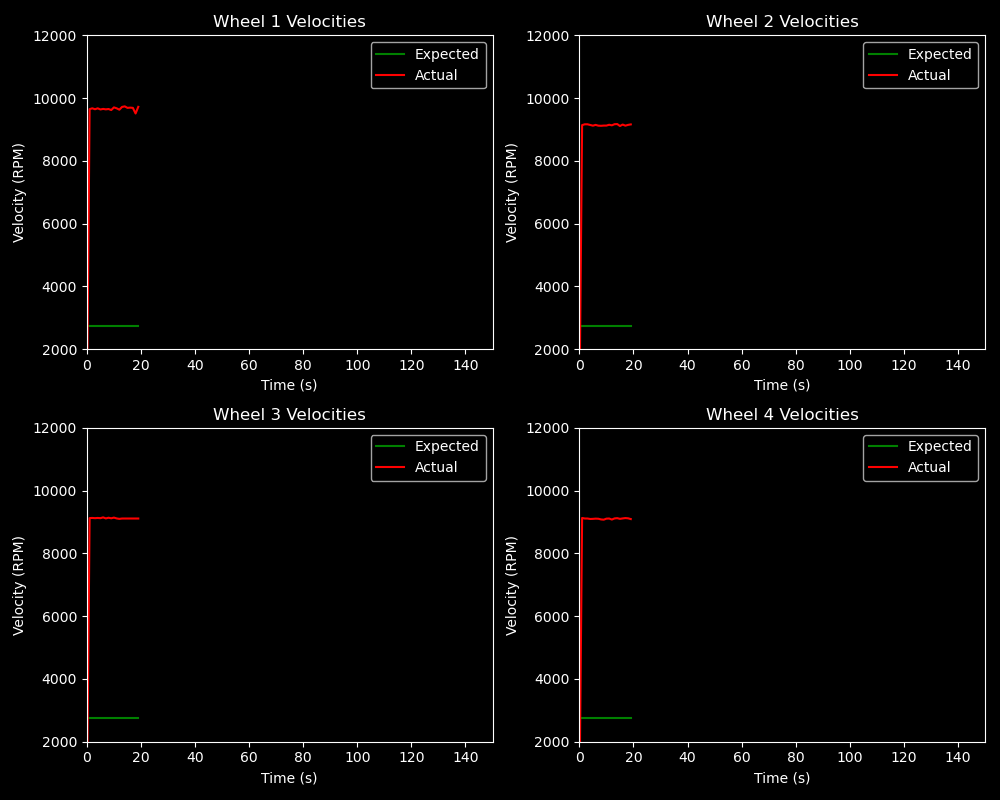 Wheel 1 Velocities
12000
10000
8000
6000
4000
2000
Velocity (RPM)
0 20 40 60 80 100 120 140
Time (s)
Expected
Actual
Wheel 2 Velocities
12000
10000
8000
6000
4000
2000
Velocity (RPM)
0 20 40 60 80 100 120 140
Time (s)
Expected
Actual
Wheel 3 Velocities
12000
10000
8000
6000
4000
2000
Velocity (RPM)
0 20 40 60 80 100 120 140
Time (s)
Expected
Actual
Wheel 4 Velocities
12000
10000
8000
6000
4000
2000
Velocity (RPM)
0 20 40 60 80 100 120 140
Time (s)
Expected
Actual